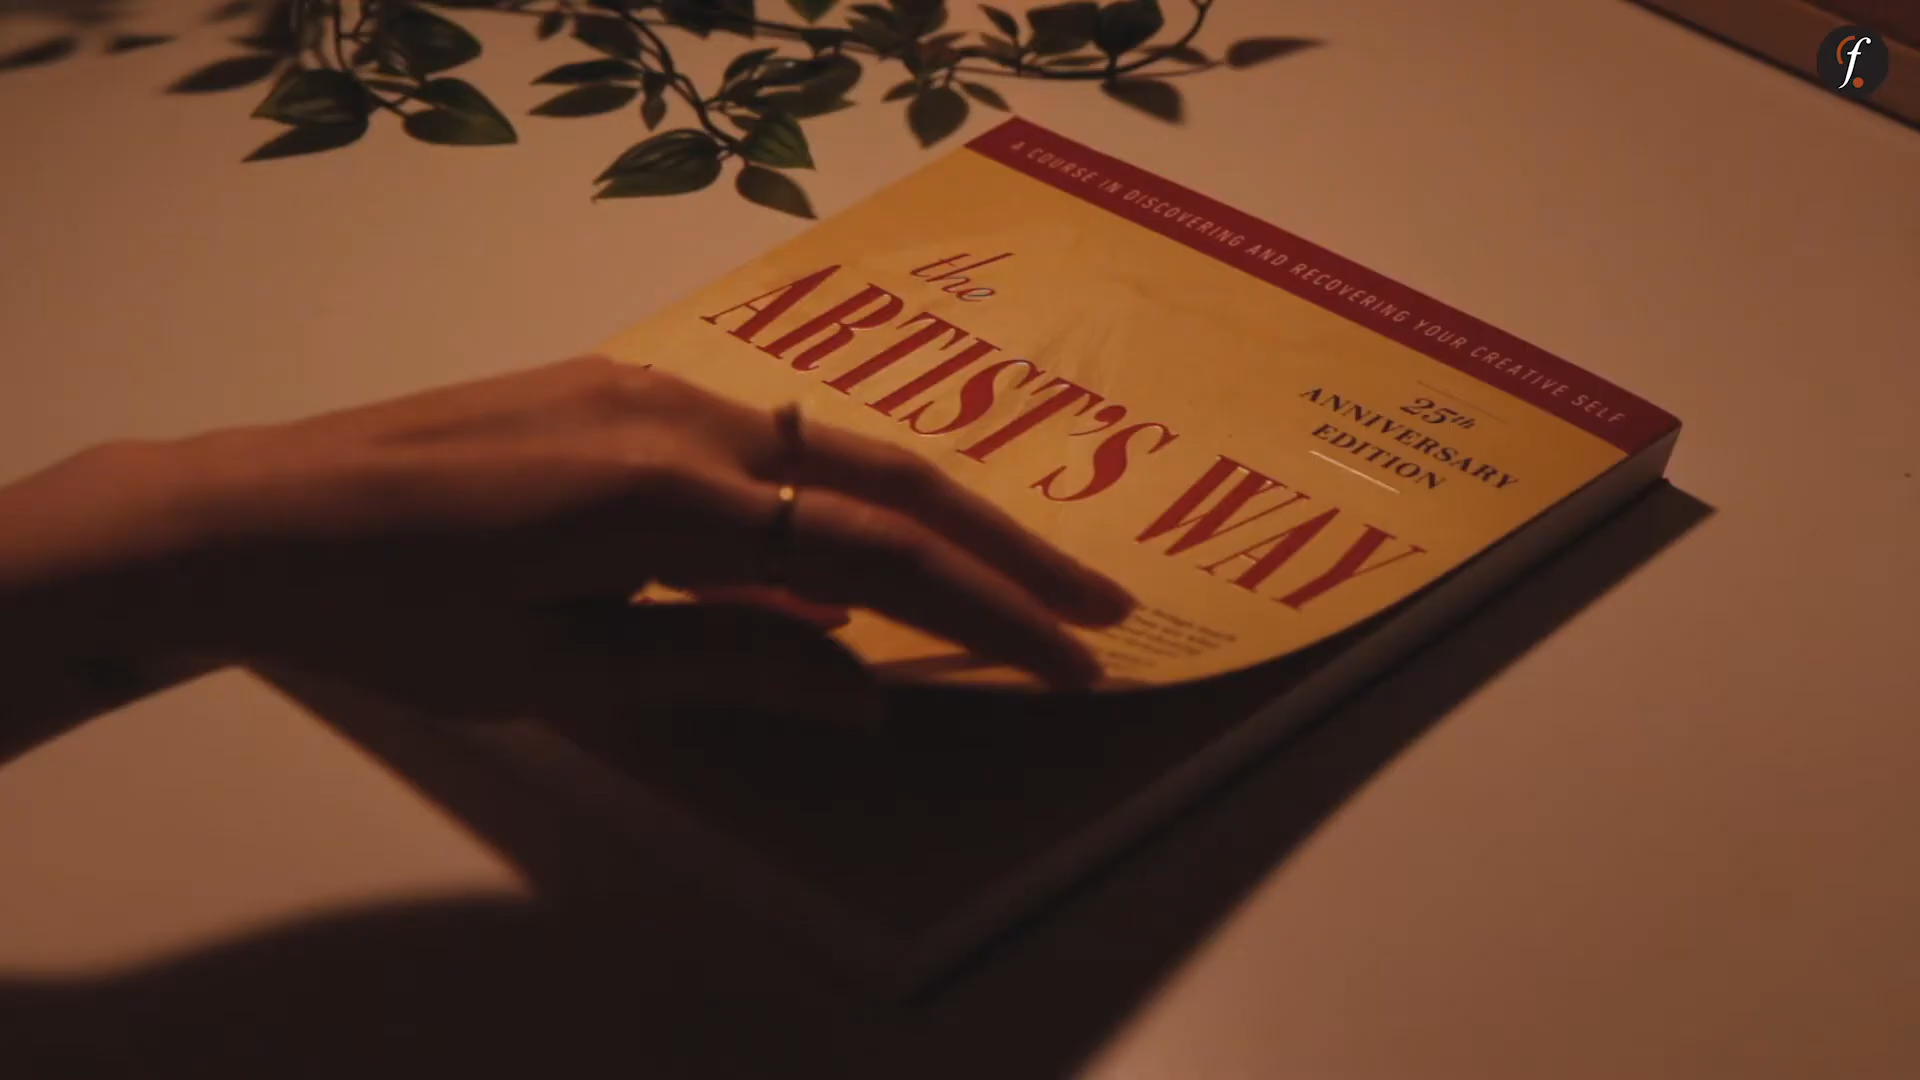 A COURSE IN DISCOVERING AND RECOVERING YOUR CREATIVE SELF
the
ARTIST'S WAY
25th
ANNIVERSARY
EDITION
f